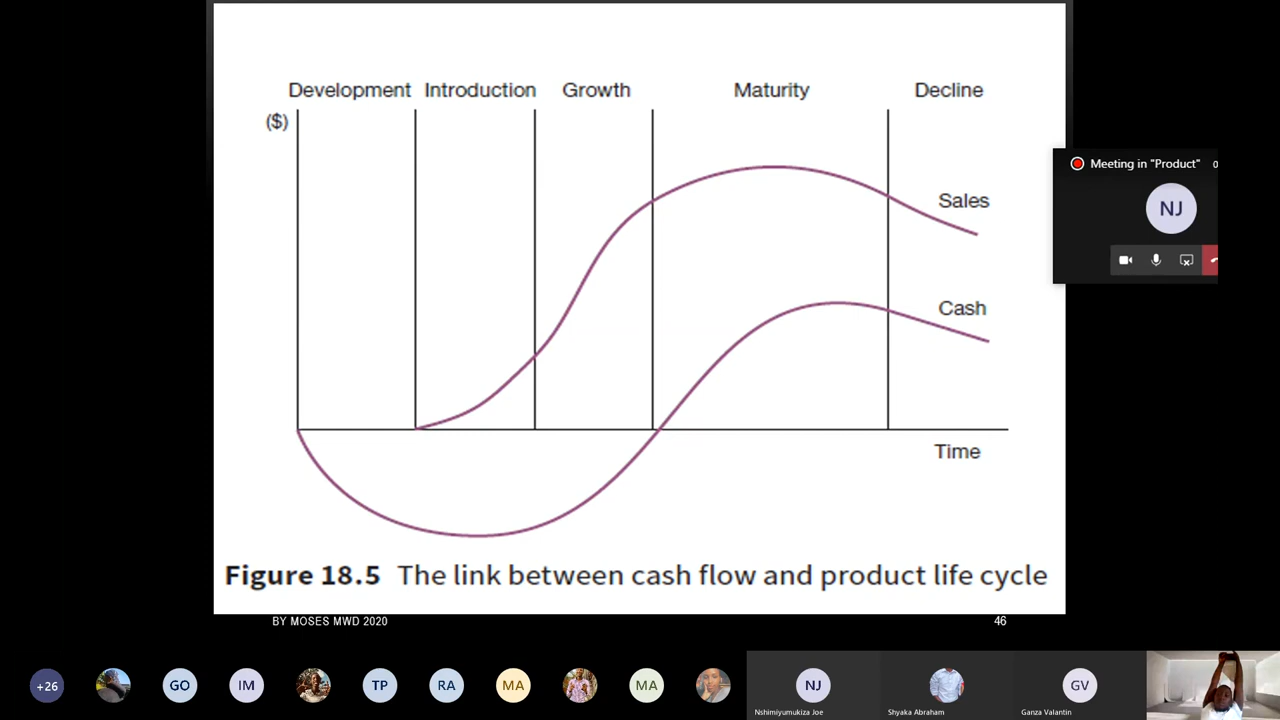 Development Introduction Growth Maturity Decline
($)
Meeting in "Product" 0
NJ
Sales
Cash
Time
Figure 18.5 The link between cash flow and product life cycle
BY MOSES MWD 2020
46
+26 GO IM TP RA MA MA NJ GV
Nshimiyumukiza Joe Shyaka Abraham Ganza Valantin